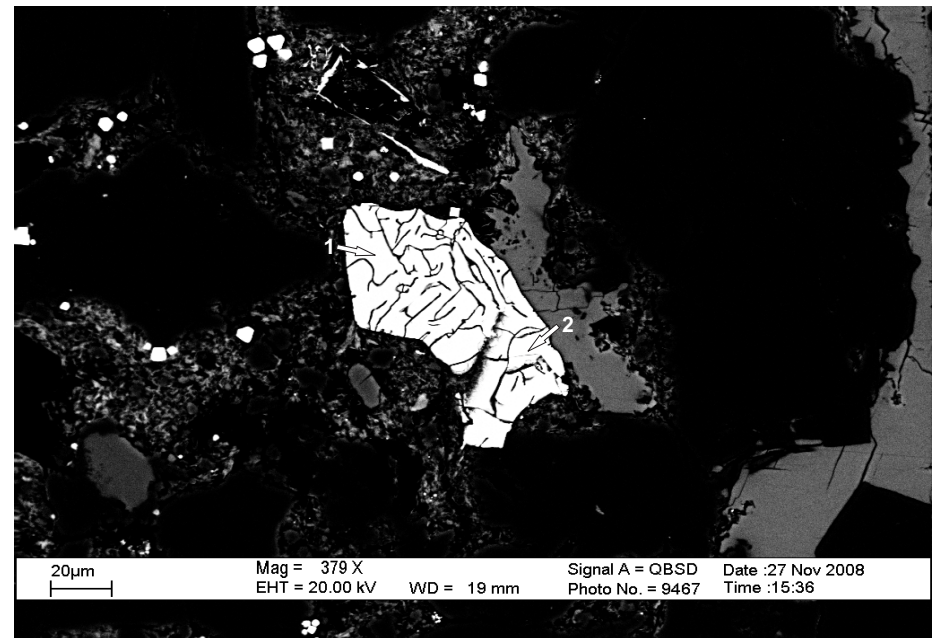 1
2
20µm
Mag = 379 X
EHT = 20.00 kV WD = 19 mm
Signal A = QBSD Date :27 Nov 2008
Photo No. = 9467 Time :15:36